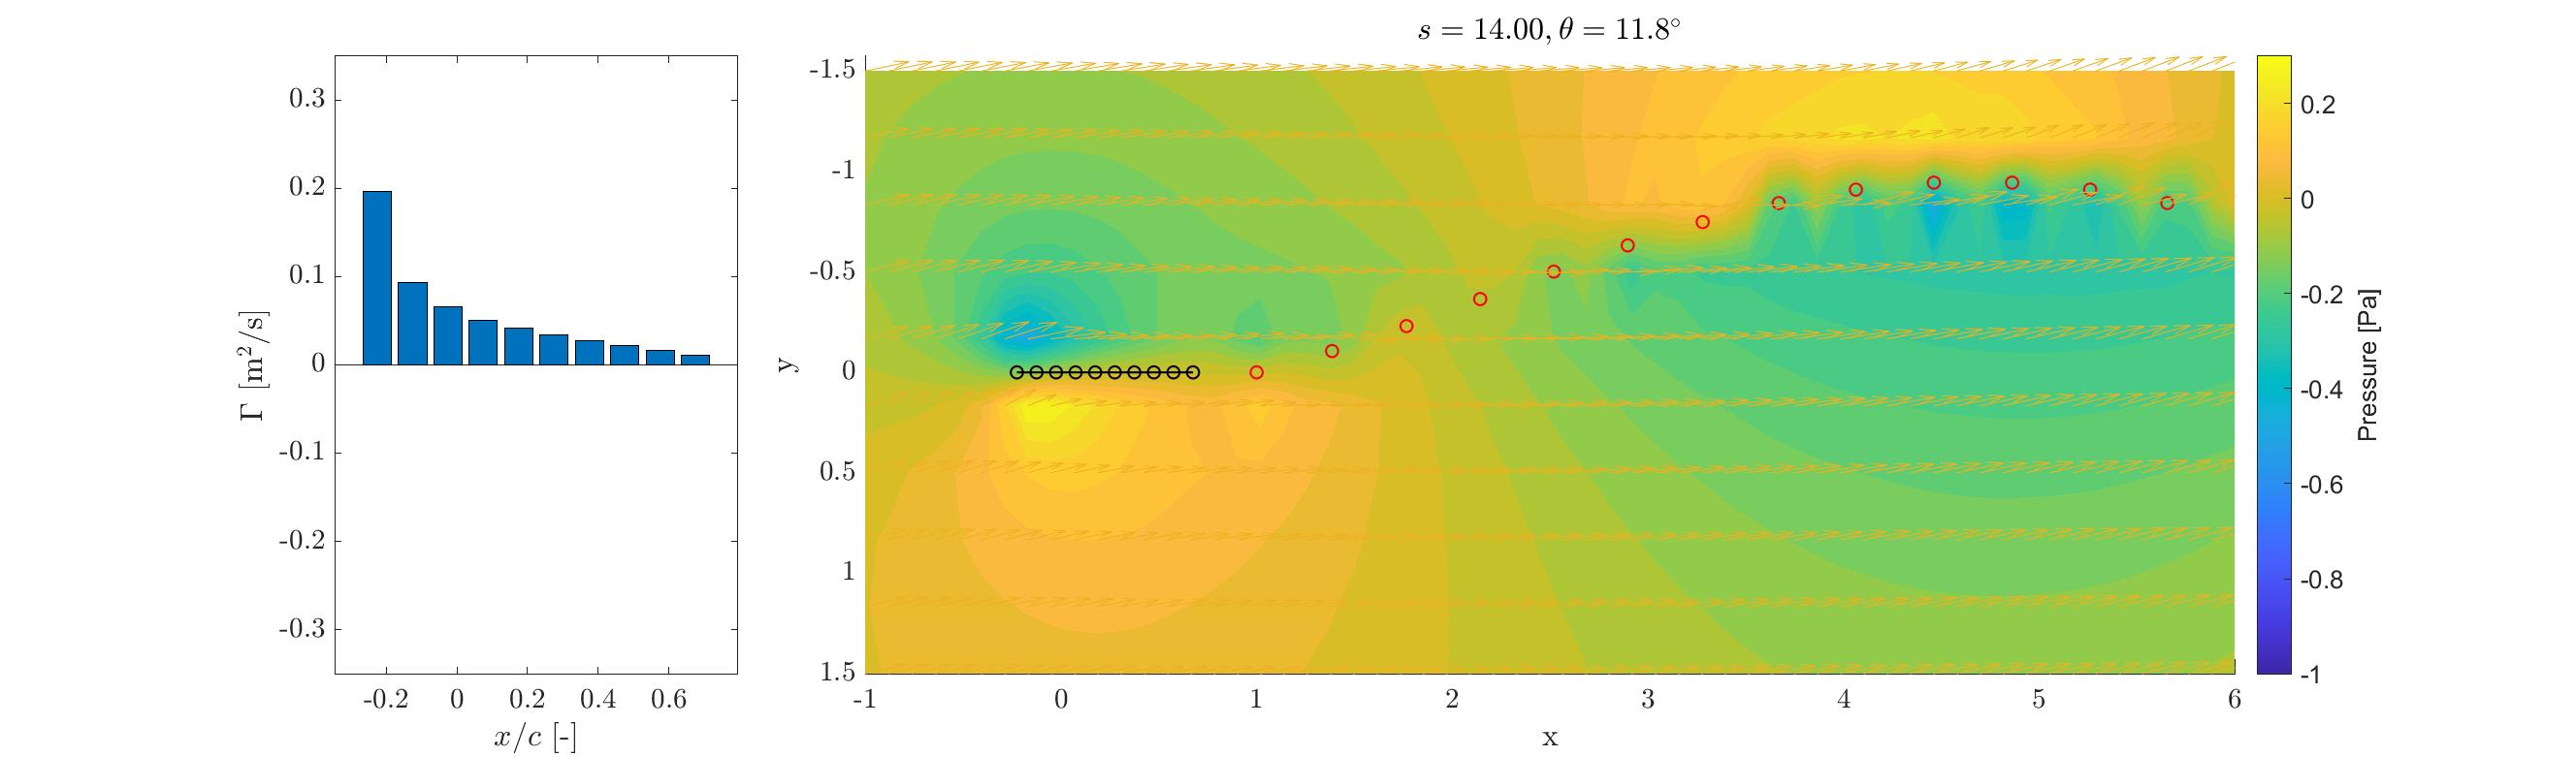 s = 14.00, θ = 11.8°
0.3
0.2
0.1
0
-0.1
-0.2
-0.3
Γ [m²/s]
-0.2 0 0.2 0.4 0.6
x/c [-]
-1.5
-1
-0.5
0
0.5
1
1.5
y
-1 0 1 2 3 4 5 6
x
0.2
0
-0.2
-0.4
-0.6
-0.8
-1
Pressure [Pa]